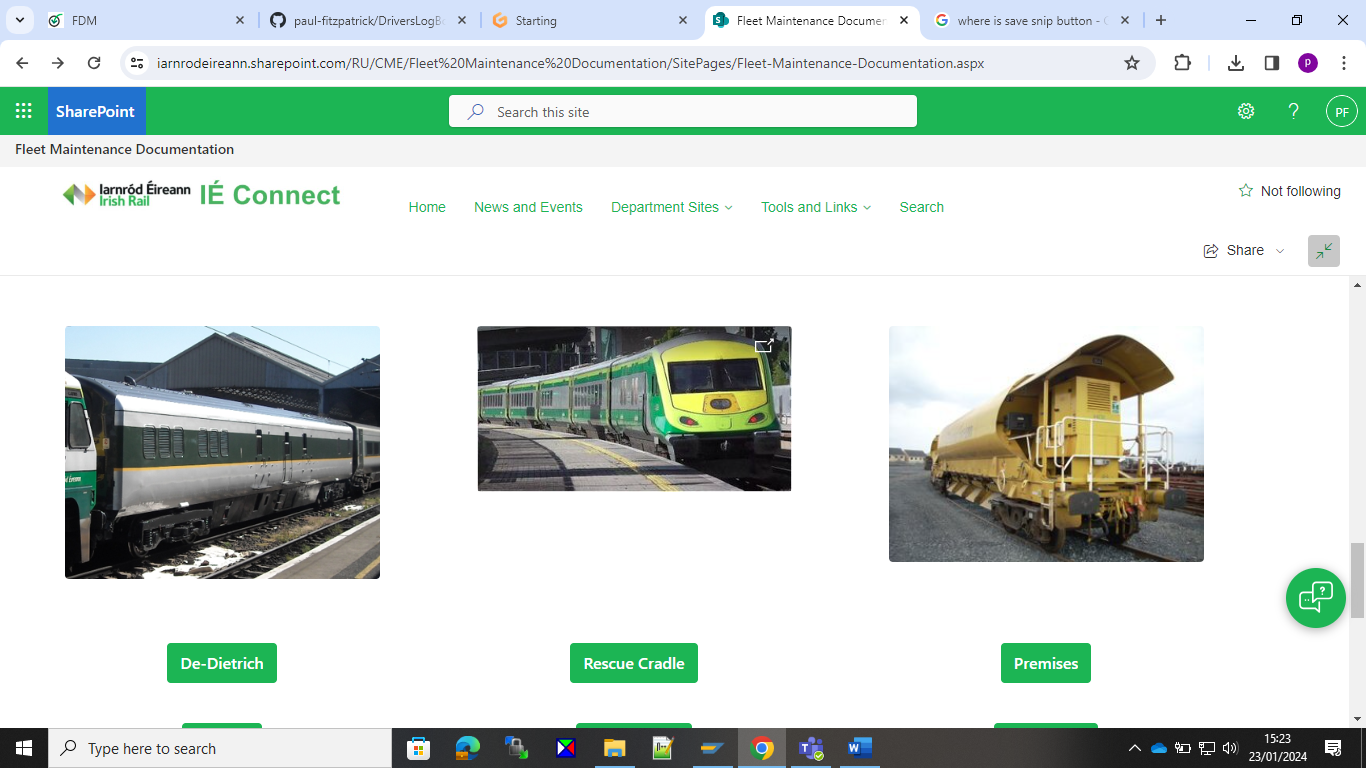 FDM
paul-fitzpatrick/DriversLogBo
Starting
Fleet Maintenance Documen
where is save snip button - G
iarnrodeireann.sharepoint.com/RU/CME/Fleet%20Maintenance%20Documentation/SitePages/Fleet-Maintenance-Documentation.aspx
p
SharePoint
Search this site
?
PF
Fleet Maintenance Documentation
Iarnród Éireann
Irish Rail
IÉ Connect
Home
News and Events
Department Sites
Tools and Links
Search
Not following
Share
De-Dietrich
Rescue Cradle
Premises
Type here to search
15:23
23/01/2024